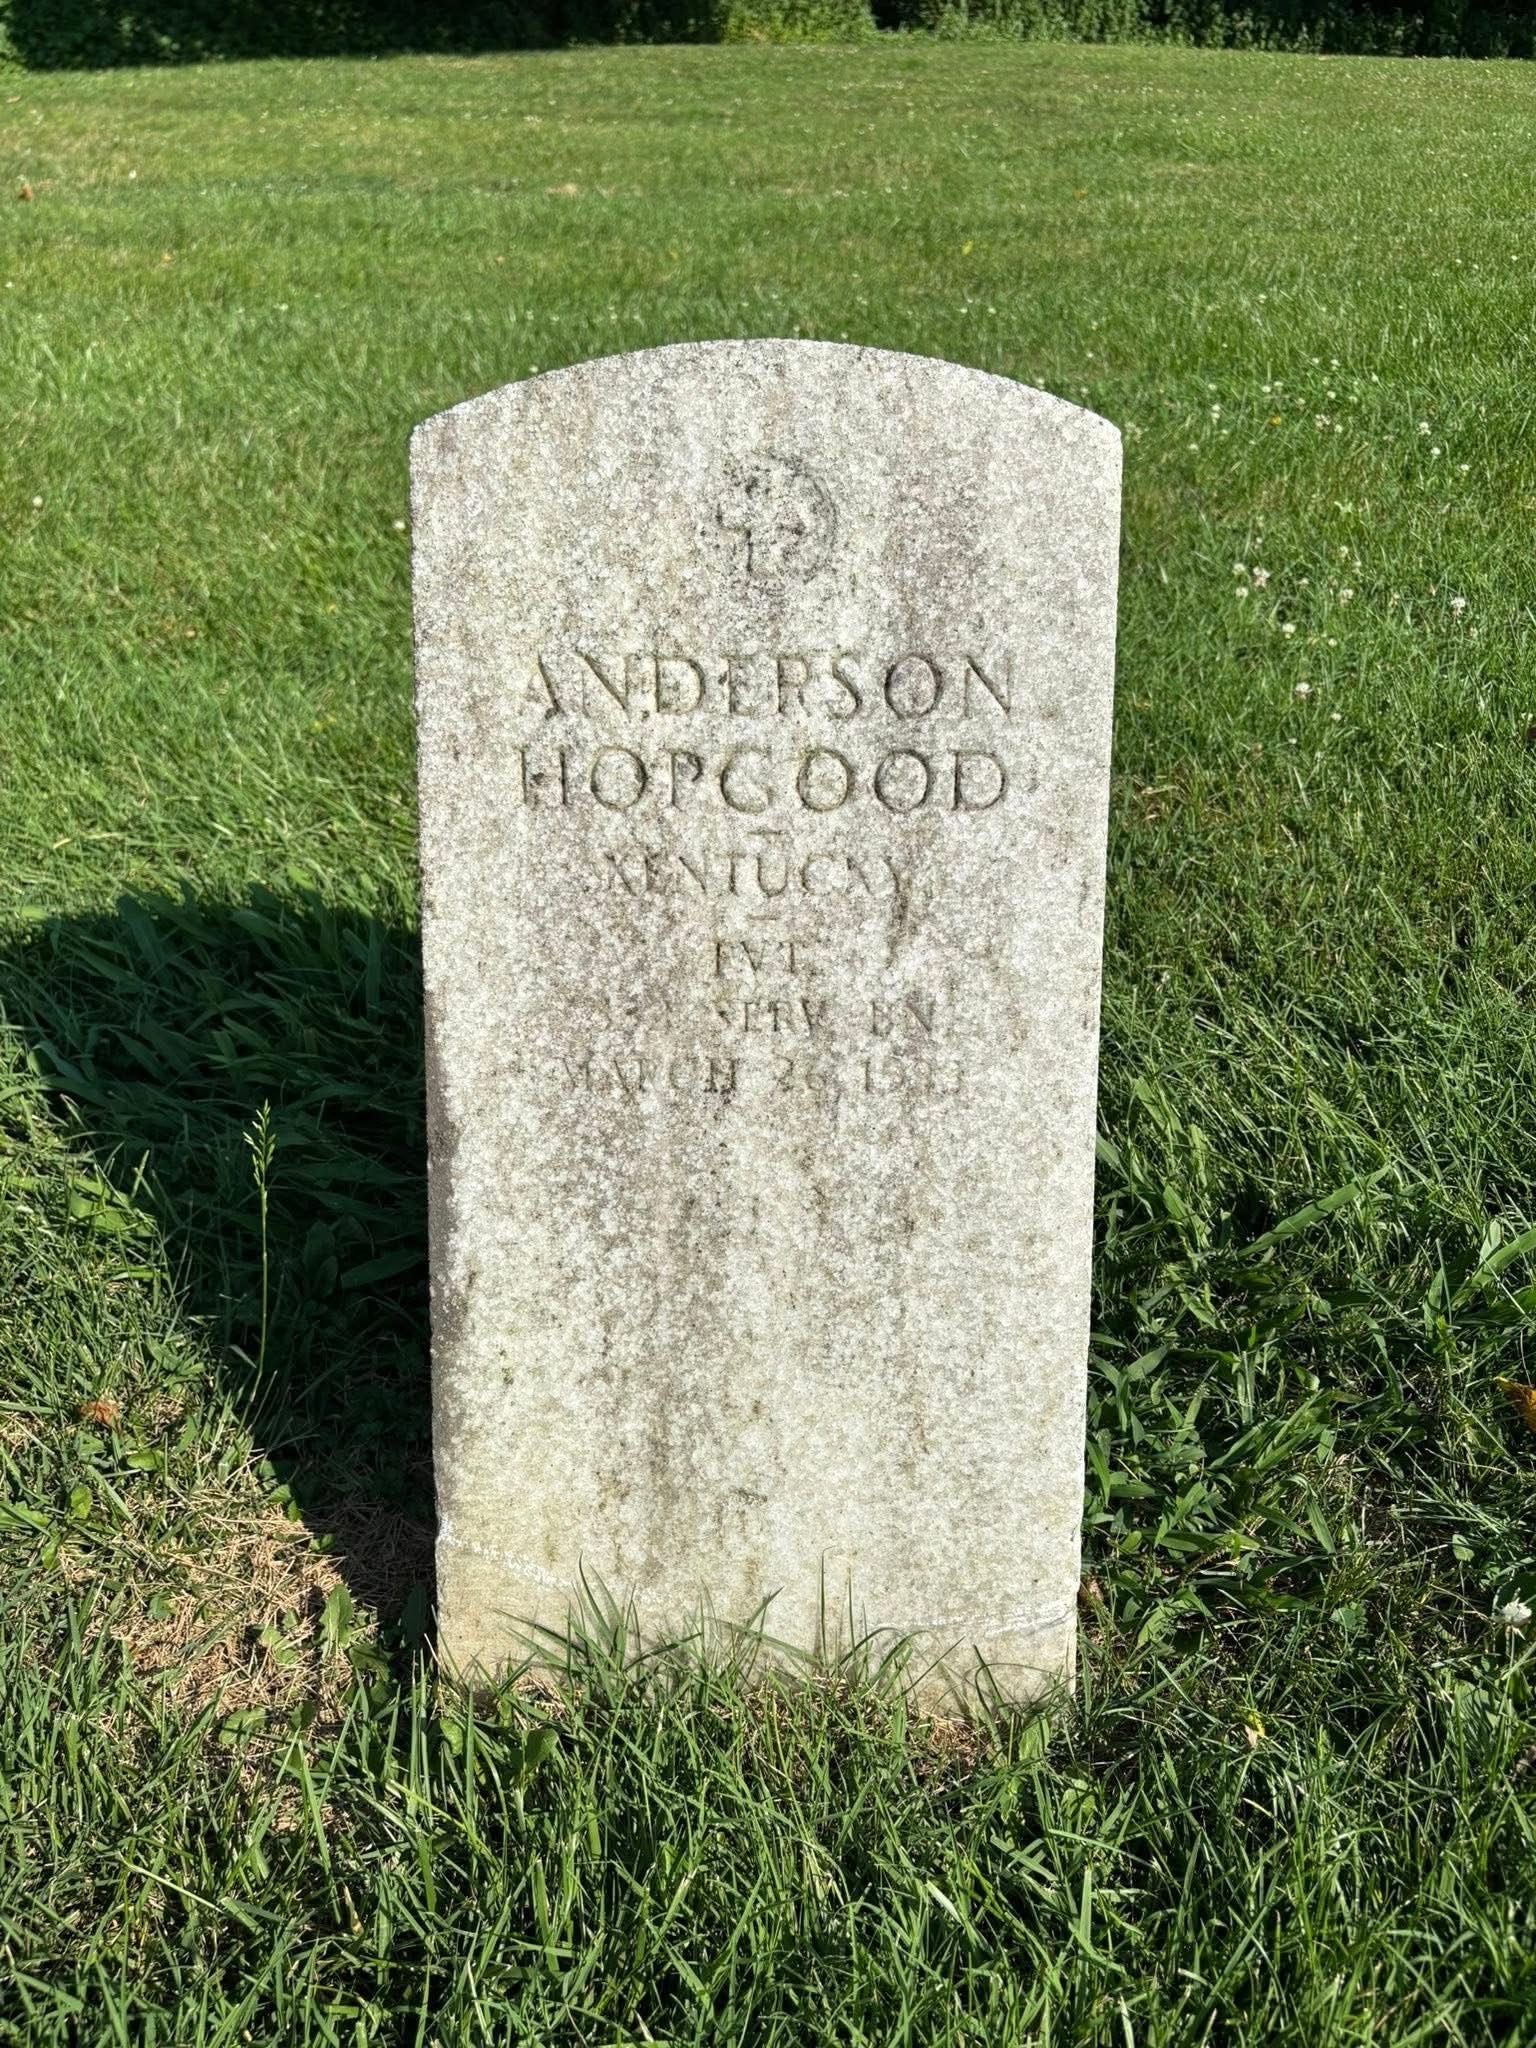 ANDERSON
HOPGOOD
KENTUCKY
PVT
SERV BN
MARCH 26